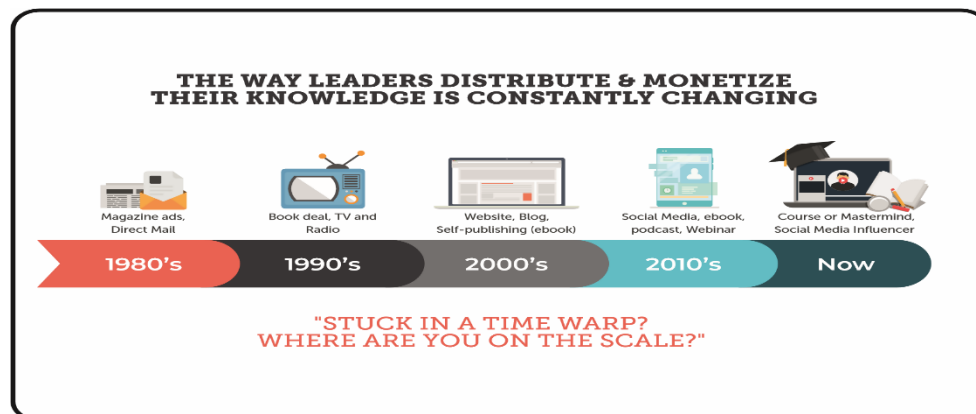 THE WAY LEADERS DISTRIBUTE & MONETIZE
THEIR KNOWLEDGE IS CONSTANTLY CHANGING
Magazine ads,
Direct Mail
Book deal, TV and
Radio
Website, Blog,
Self-publishing (ebook)
Social Media, ebook,
podcast, Webinar
Course or Mastermind,
Social Media Influencer
1980's
1990's
2000's
2010's
Now
"STUCK IN A TIME WARP?
WHERE ARE YOU ON THE SCALE?"